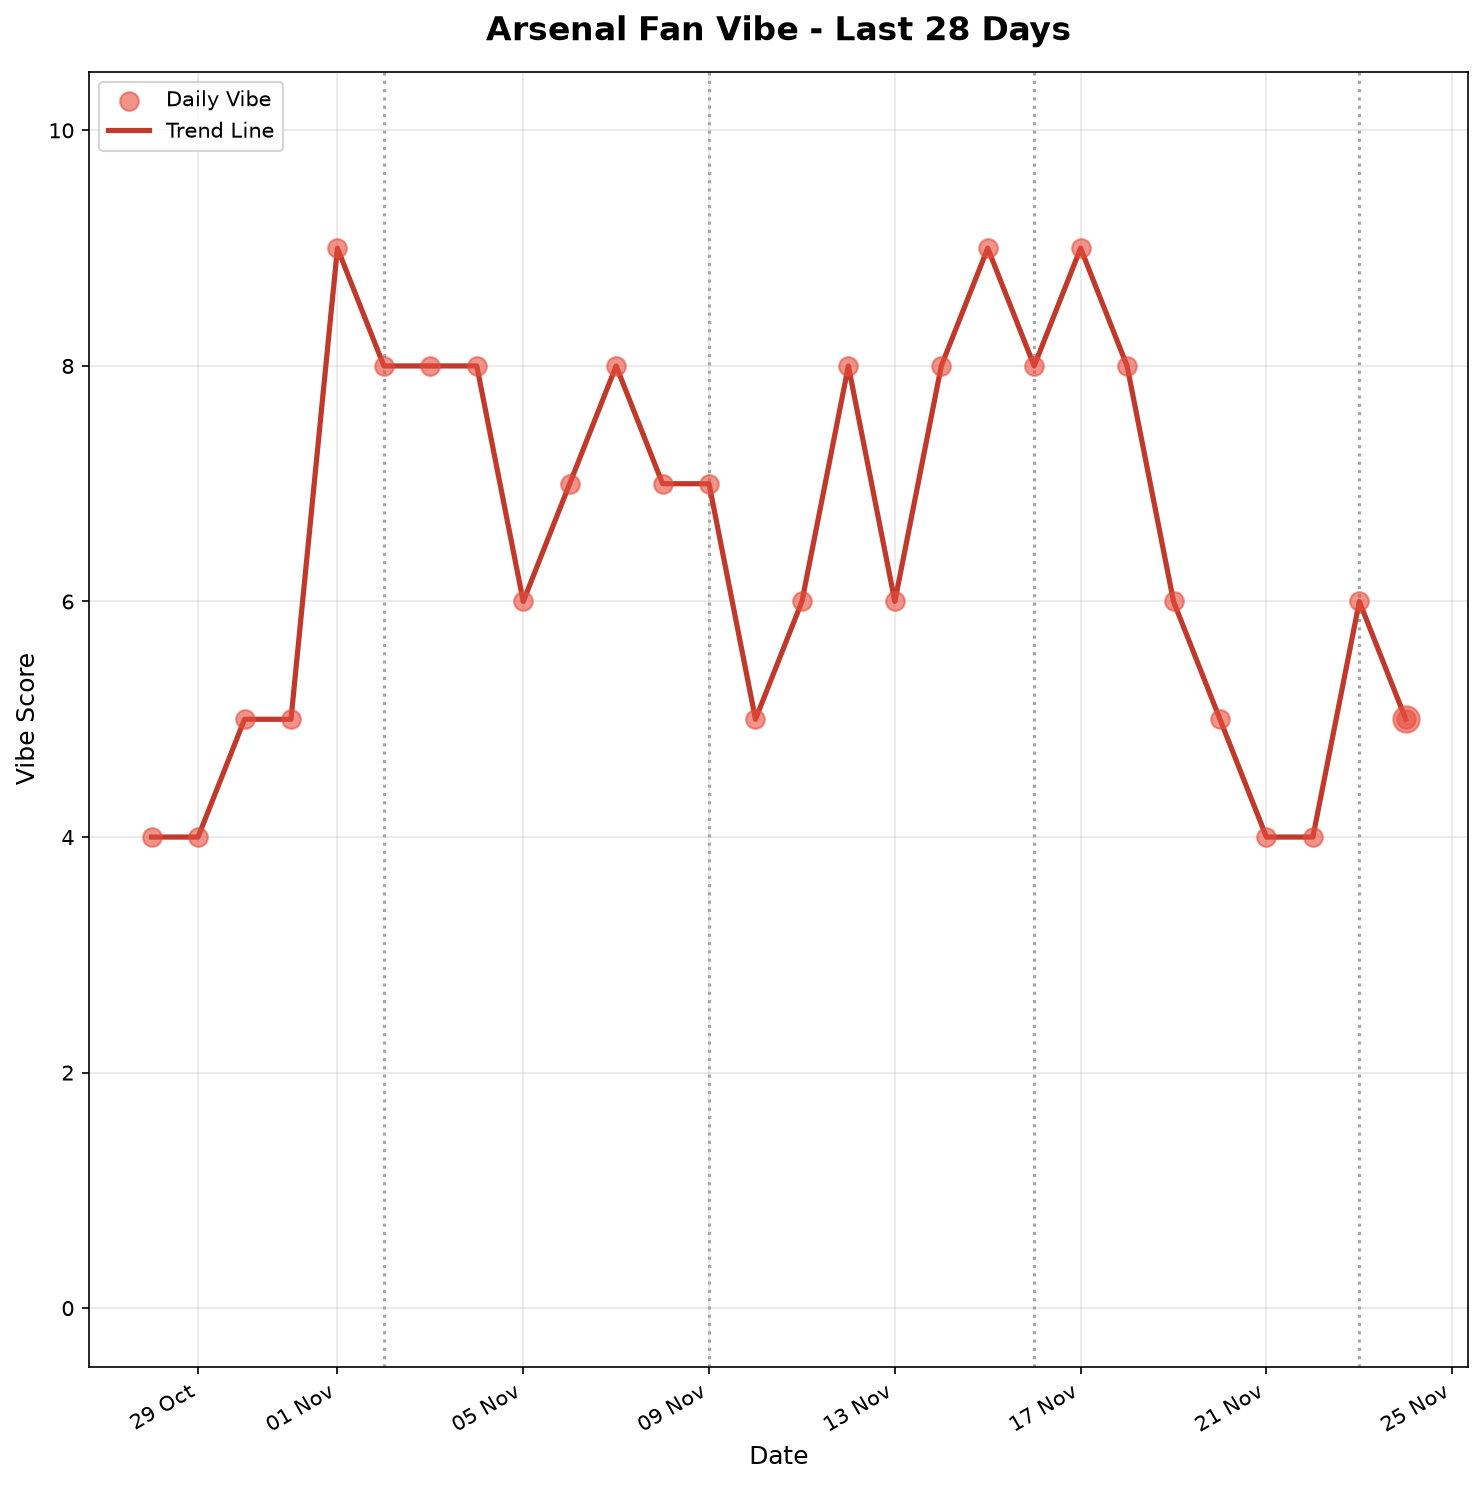 Arsenal Fan Vibe - Last 28 Days
Daily Vibe
Trend Line
Vibe Score
10
8
6
4
2
0
29 Oct
01 Nov
05 Nov
09 Nov
13 Nov
17 Nov
21 Nov
25 Nov
Date